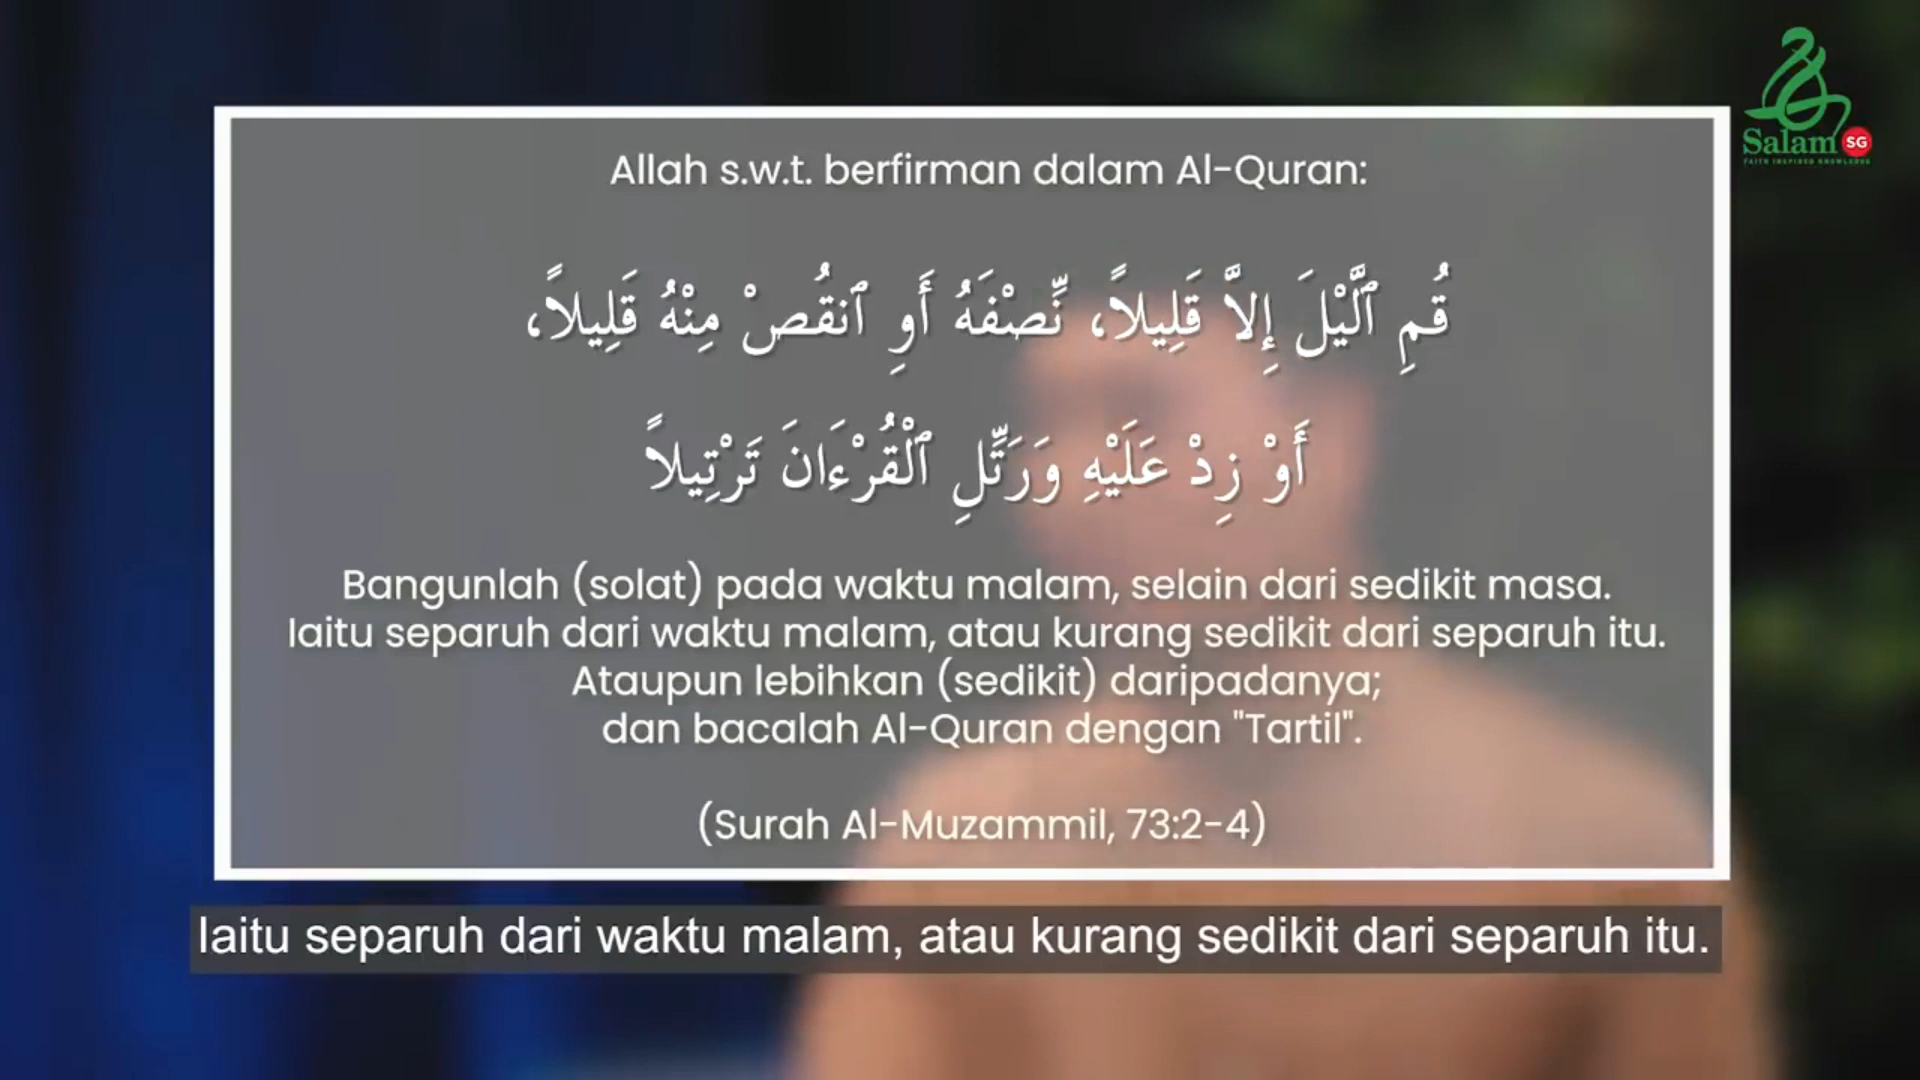 Salam SG
FAITH INSPIRED KNOWLEDGE
Allah s.w.t. berfirman dalam Al-Quran:
قُمِ ٱلَّيْلَ إِلاَّ قَلِيلاً، نِّصْفَهُ أَوِ ٱنقُصْ مِنْهُ قَلِيلاً،
أَوْ زِدْ عَلَيْهِ وَرَتِّلِ ٱلْقُرْءَانَ تَرْتِيلاً
Bangunlah (solat) pada waktu malam, selain dari sedikit masa.
Iaitu separuh dari waktu malam, atau kurang sedikit dari separuh itu.
Ataupun lebihkan (sedikit) daripadanya;
dan bacalah Al-Quran dengan "Tartil".
(Surah Al-Muzammil, 73:2-4)
Iaitu separuh dari waktu malam, atau kurang sedikit dari separuh itu.